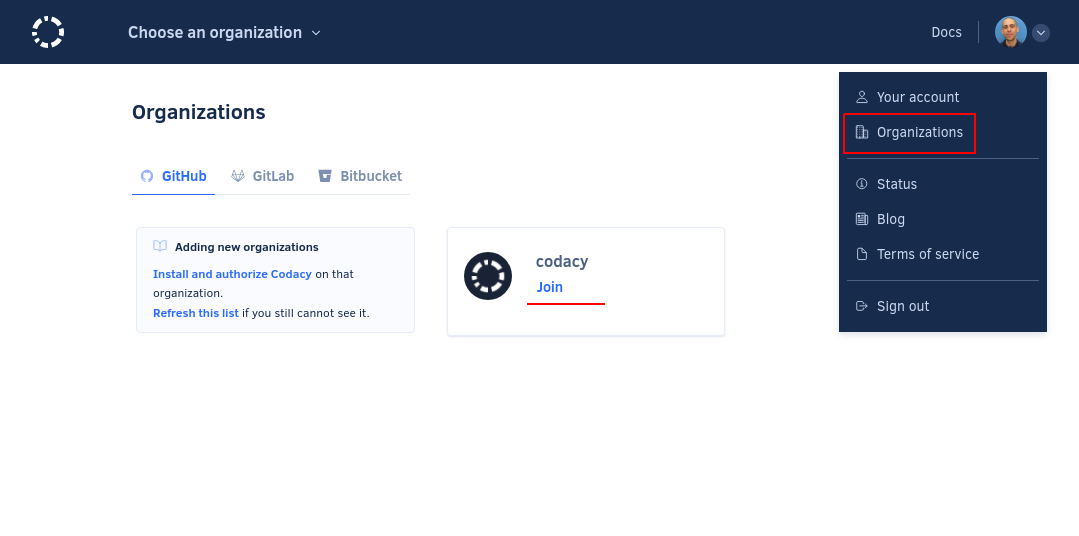 Choose an organization
Docs
Organizations
GitHub
GitLab
Bitbucket
Adding new organizations
Install and authorize Codacy on that
organization.
Refresh this list if you still cannot see it.
codacy
Join
Your account
Organizations
Status
Blog
Terms of service
Sign out